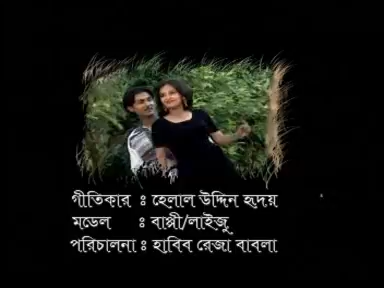 গীতিকার : হেলাল উদ্দিন হৃদয়
মডেল : বাপ্পী/লাইজু
পরিচালনা : হাবিব রেজা বাবলা